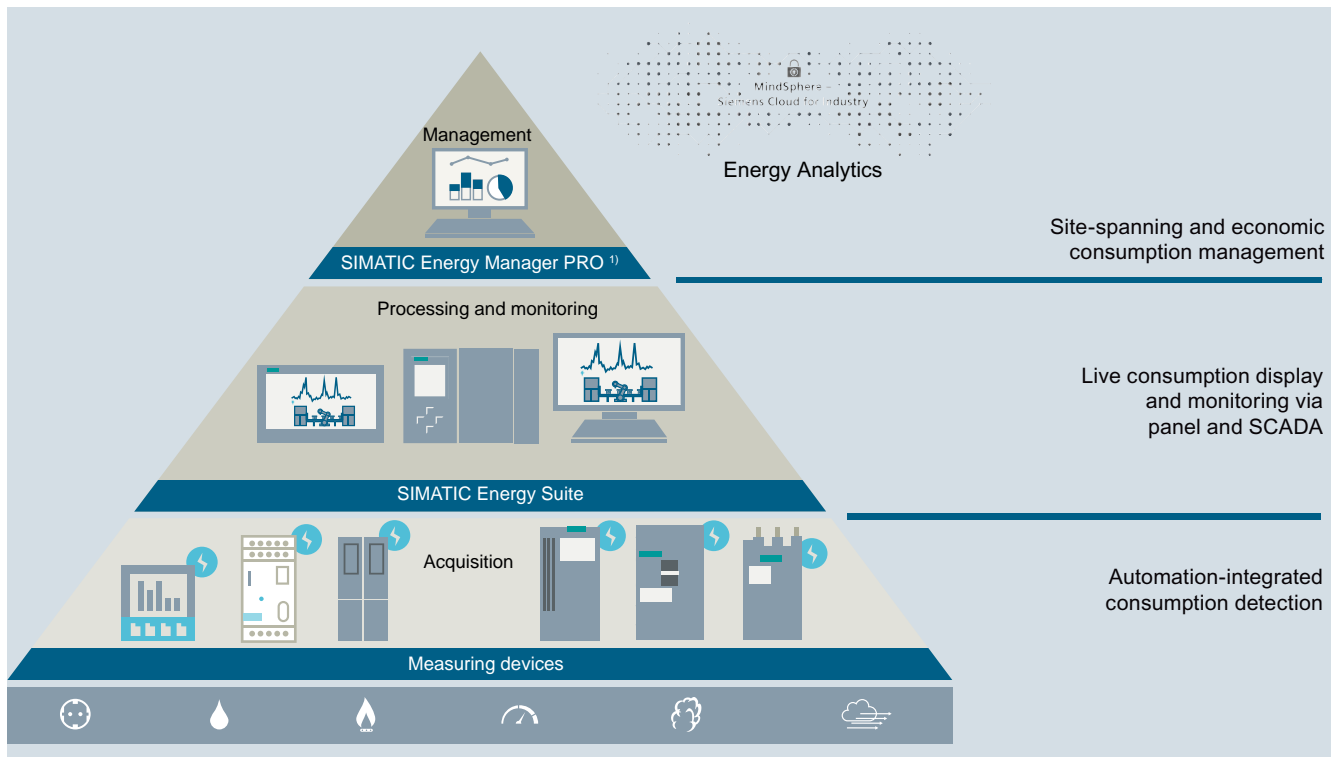 MindSphere –
Siemens Cloud for Industry
Energy Analytics
Management
SIMATIC Energy Manager PRO 1)
Site-spanning and economic
consumption management
Processing and monitoring
Live consumption display
and monitoring via
panel and SCADA
SIMATIC Energy Suite
Acquisition
Automation-integrated
consumption detection
Measuring devices